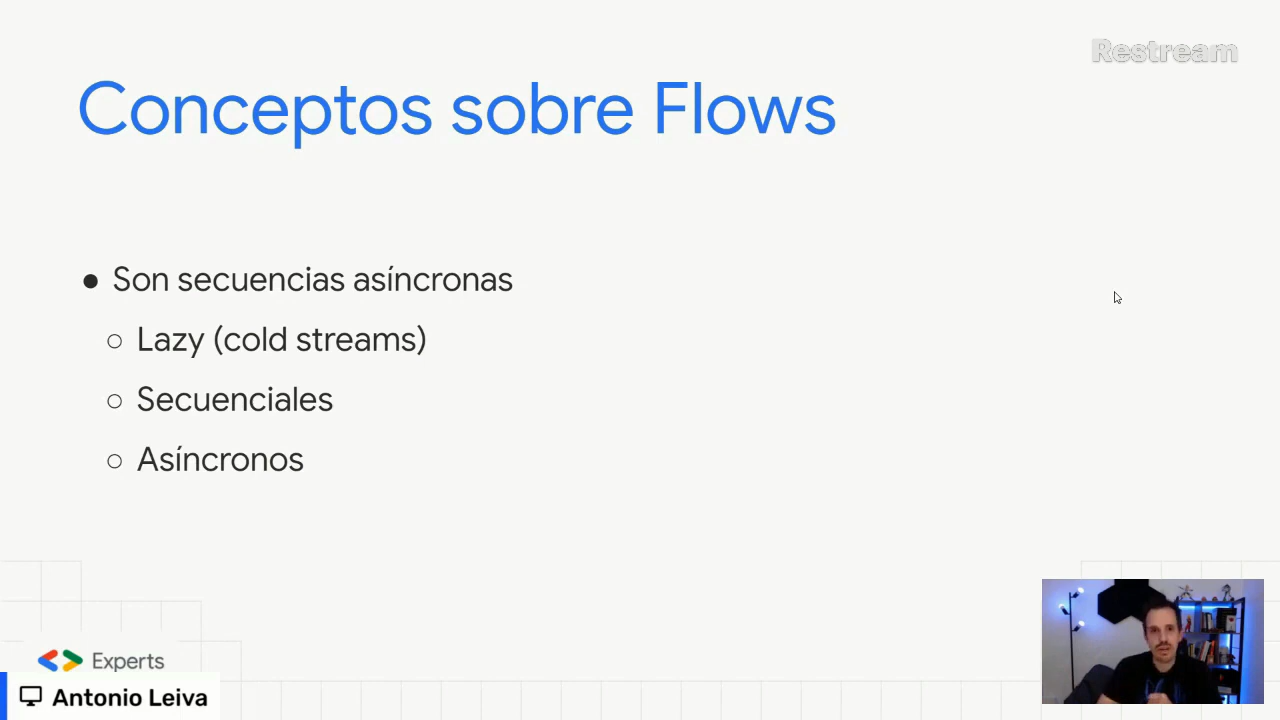 Restream
Conceptos sobre Flows
● Son secuencias asíncronas
○ Lazy (cold streams)
○ Secuenciales
○ Asíncronos
Experts
Antonio Leiva